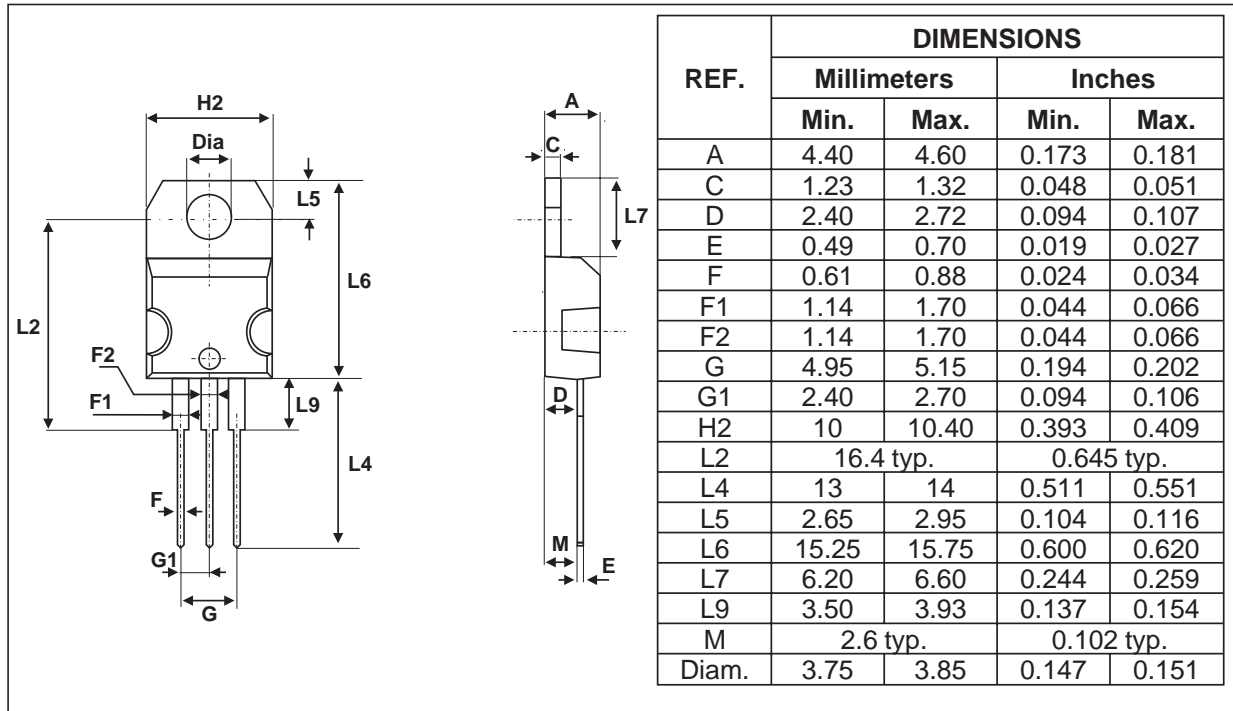 H2
Dia
L5
L6
L2
F2
F1
L9
L4
F
G1
G
A
C
L7
D
M
E
REF. DIMENSIONS
Millimeters Inches
Min. Max. Min. Max.
A 4.40 4.60 0.173 0.181
C 1.23 1.32 0.048 0.051
D 2.40 2.72 0.094 0.107
E 0.49 0.70 0.019 0.027
F 0.61 0.88 0.024 0.034
F1 1.14 1.70 0.044 0.066
F2 1.14 1.70 0.044 0.066
G 4.95 5.15 0.194 0.202
G1 2.40 2.70 0.094 0.106
H2 10 10.40 0.393 0.409
L2 16.4 typ. 0.645 typ.
L4 13 14 0.511 0.551
L5 2.65 2.95 0.104 0.116
L6 15.25 15.75 0.600 0.620
L7 6.20 6.60 0.244 0.259
L9 3.50 3.93 0.137 0.154
M 2.6 typ. 0.102 typ.
Diam. 3.75 3.85 0.147 0.151